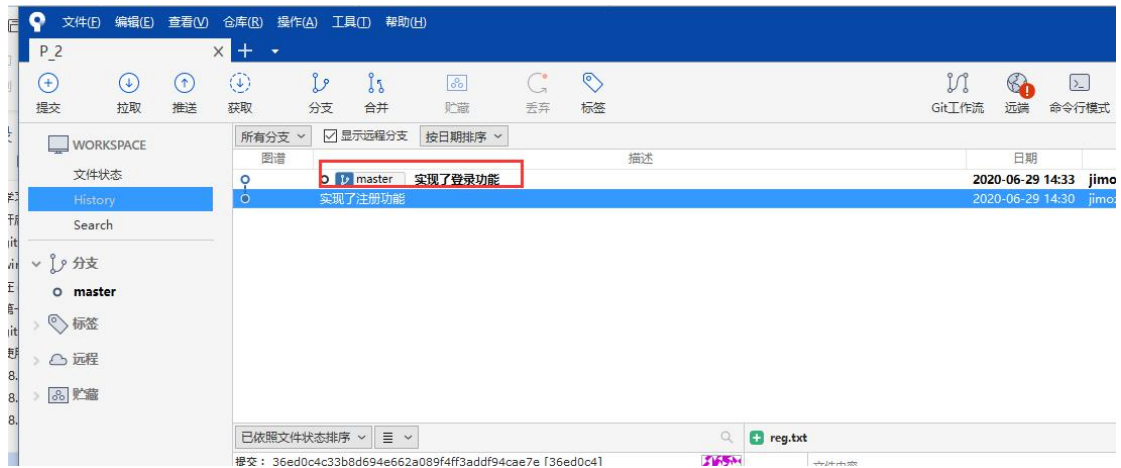 文件(F) 编辑(E) 查看(V) 仓库(R) 操作(A) 工具(T) 帮助(H)
P_2
提交 拉取 推送 获取 分支 合并 贮藏 丢弃 标签 Git工作流 远端 命令行模式
WORKSPACE
文件状态
History
Search
分支
master
标签
远程
贮藏
所有分支 显示远程分支 按日期排序
图谱 描述 日期
master 实现了登录功能 2020-06-29 14:33 jimo
实现了注册功能 2020-06-29 14:30 jimo
已依照文件状态排序 reg.txt
提交： 36ed0c4c33b8d694e662a089f4ff3addf94cae7e [36ed0c4]
文件内容